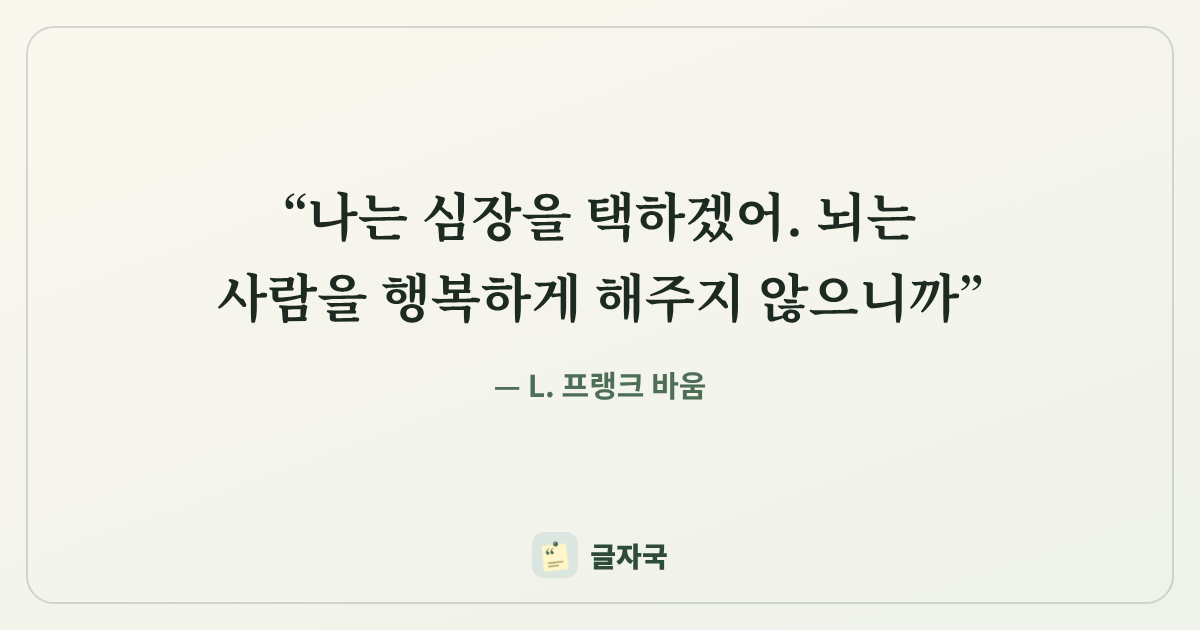 “나는 심장을 택하겠어. 뇌는
사람을 행복하게 해주지 않으니까”
— L. 프랭크 바움
글자국